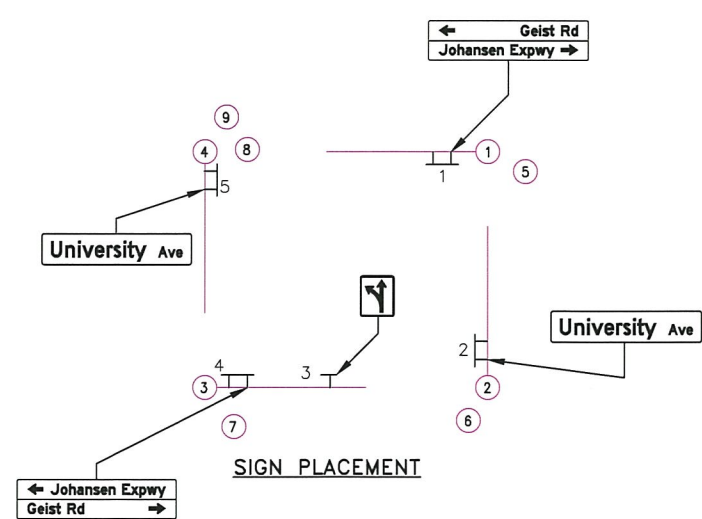 ← Geist Rd
Johansen Expwy →
9
4
8
1
1
5
5
University Ave
University Ave
2
4
3
3
2
7
6
SIGN PLACEMENT
← Johansen Expwy
Geist Rd →